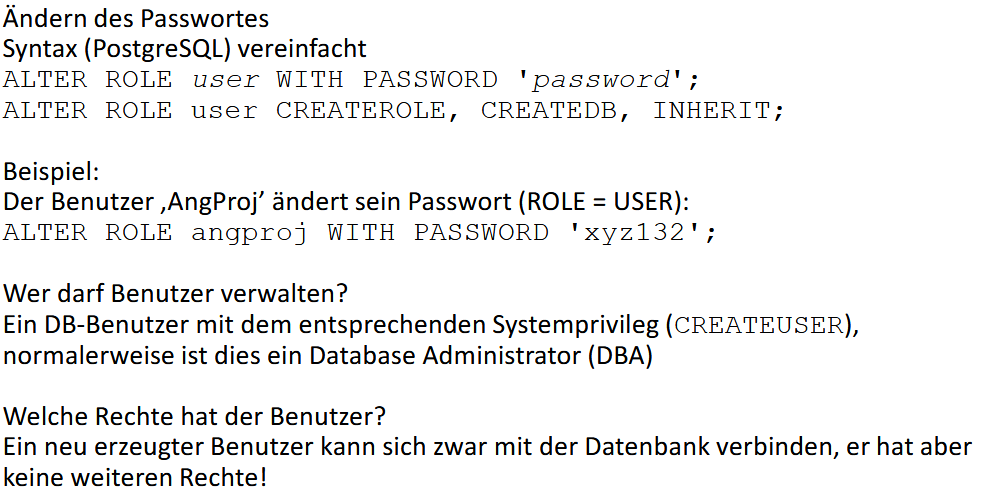 Ändern des Passwortes
Syntax (PostgreSQL) vereinfacht
ALTER ROLE user WITH PASSWORD 'password';
ALTER ROLE user CREATEROLE, CREATEDB, INHERIT;
Beispiel:
Der Benutzer ‚AngProj’ ändert sein Passwort (ROLE = USER):
ALTER ROLE angproj WITH PASSWORD 'xyz132';
Wer darf Benutzer verwalten?
Ein DB-Benutzer mit dem entsprechenden Systemprivileg (CREATEUSER),
normalerweise ist dies ein Database Administrator (DBA)
Welche Rechte hat der Benutzer?
Ein neu erzeugter Benutzer kann sich zwar mit der Datenbank verbinden, er hat aber
keine weiteren Rechte!